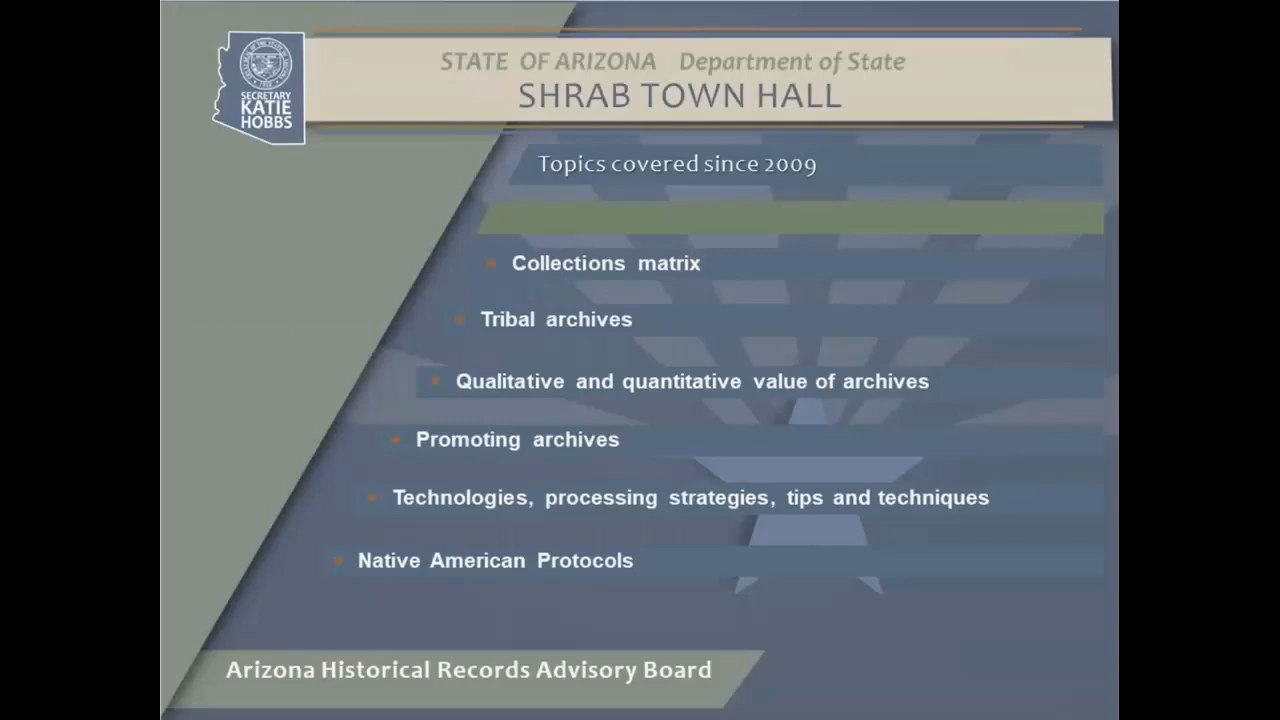 STATE OF ARIZONA Department of State
SHRAB TOWN HALL
SECRETARY
KATIE
HOBBS
Topics covered since 2009
Collections matrix
Tribal archives
Qualitative and quantitative value of archives
Promoting archives
Technologies, processing strategies, tips and techniques
Native American Protocols
Arizona Historical Records Advisory Board